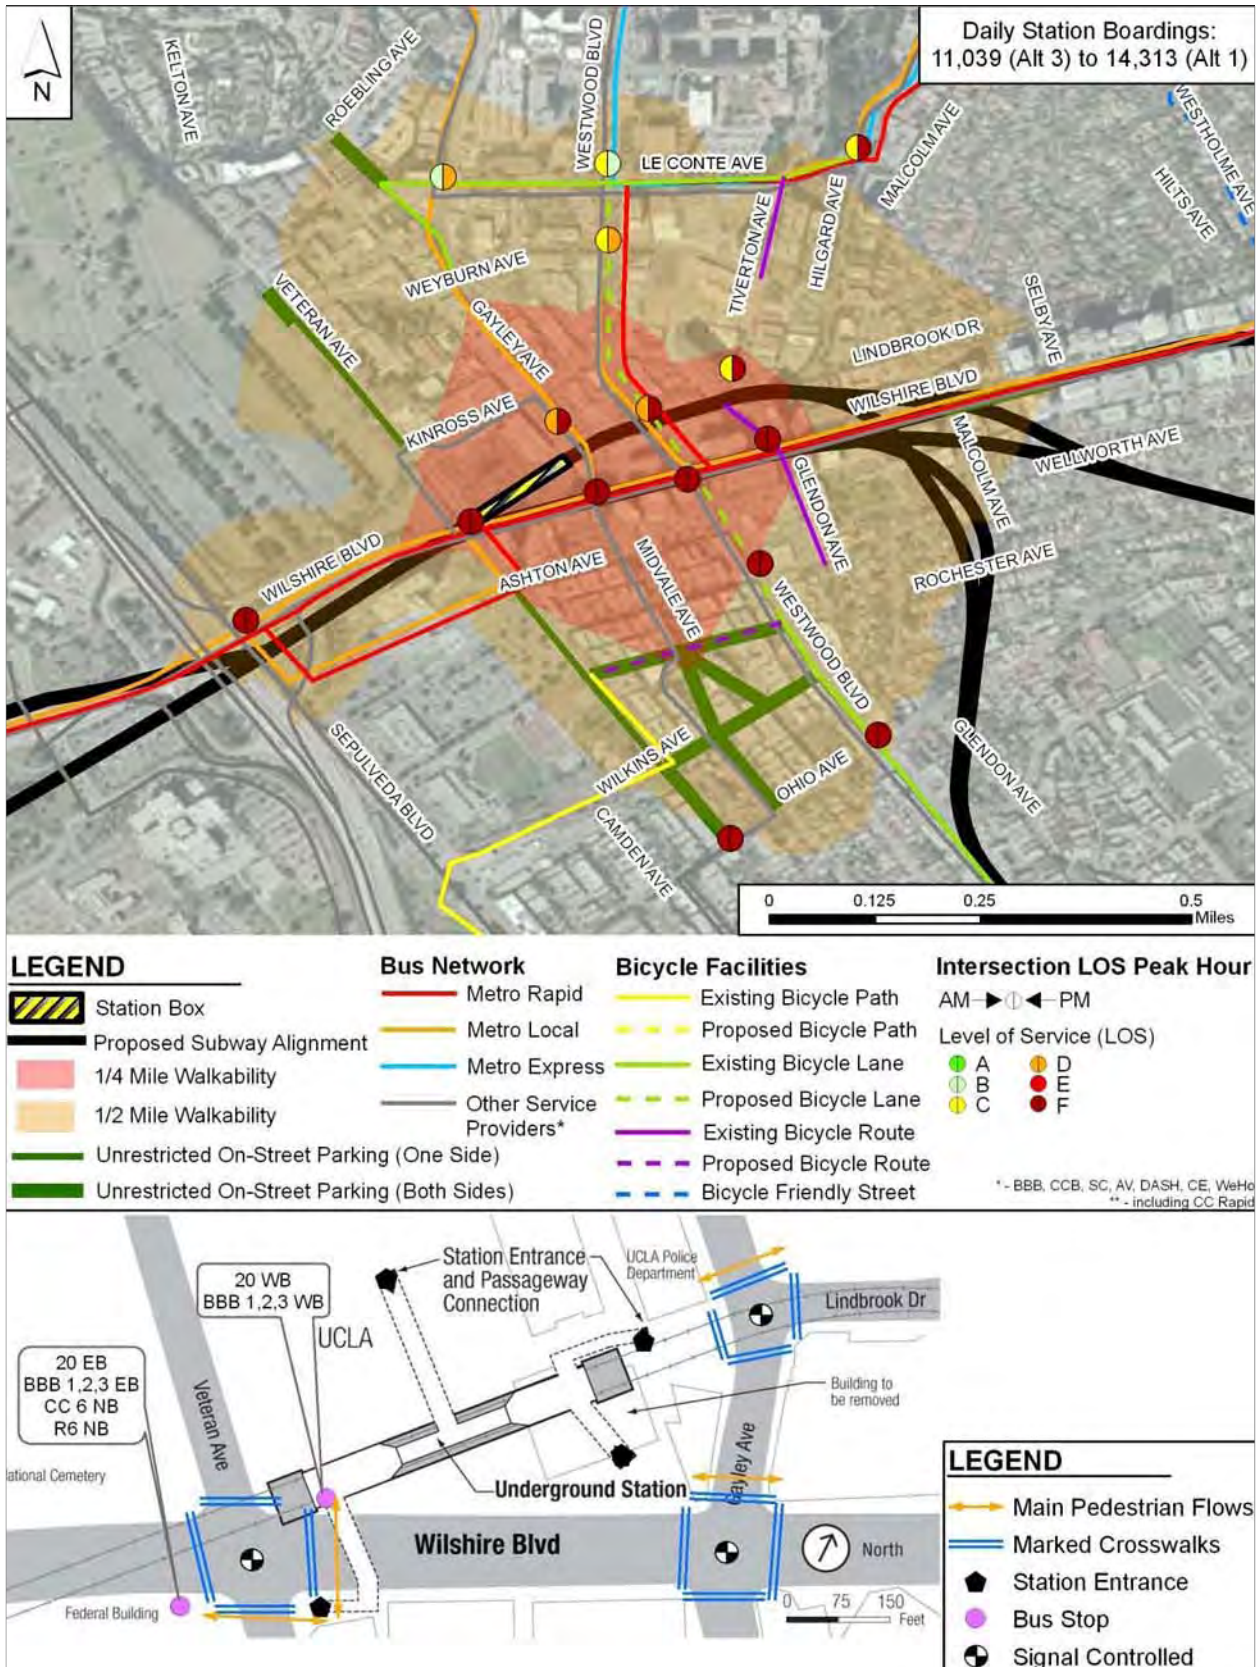 Daily Station Boardings:
11,039 (Alt 3) to 14,313 (Alt 1)
N
KELTON AVE
ROEBLING AVE
WESTWOOD BLVD
LE CONTE AVE
MALCOLM AVE
WESTHOLME AVE
HILTS AVE
TIVERTON AVE
HILGARD AVE
WEYBURN AVE
VETERAN AVE
GAYLEY AVE
SELBY AVE
LINDBROOK DR
WILSHIRE BLVD
KINROSS AVE
MALCOLM AVE
WELLWORTH AVE
GLENDON AVE
WILSHIRE BLVD
ASHTON AVE
MIDVALE AVE
ROCHESTER AVE
WESTWOOD BLVD
SEPULVEDA BLVD
WILKINS AVE
OHIO AVE
GLENDON AVE
CAMDEN AVE
0 0.125 0.25 0.5
Miles
LEGEND
Station Box
Proposed Subway Alignment
1/4 Mile Walkability
1/2 Mile Walkability
Unrestricted On-Street Parking (One Side)
Unrestricted On-Street Parking (Both Sides)
Bus Network
Metro Rapid
Metro Local
Metro Express
Other Service
Providers*
Bicycle Facilities
Existing Bicycle Path
Proposed Bicycle Path
Existing Bicycle Lane
Proposed Bicycle Lane
Existing Bicycle Route
Proposed Bicycle Route
Bicycle Friendly Street
Intersection LOS Peak Hour
AM PM
Level of Service (LOS)
A D
B E
C F
* - BBB, CCB, SC, AV, DASH, CE, WeHo
** - including CC Rapid
20 WB
BBB 1,2,3 WB
UCLA
Station Entrance
and Passageway
Connection
UCLA Police
Department
Lindbrook Dr
20 EB
BBB 1,2,3 EB
CC 6 NB
R6 NB
Veteran Ave
Building to
be removed
ational Cemetery
Underground Station
Gayley Ave
Wilshire Blvd
North
Federal Building
0 75 150
Feet
LEGEND
Main Pedestrian Flows
Marked Crosswalks
Station Entrance
Bus Stop
Signal Controlled